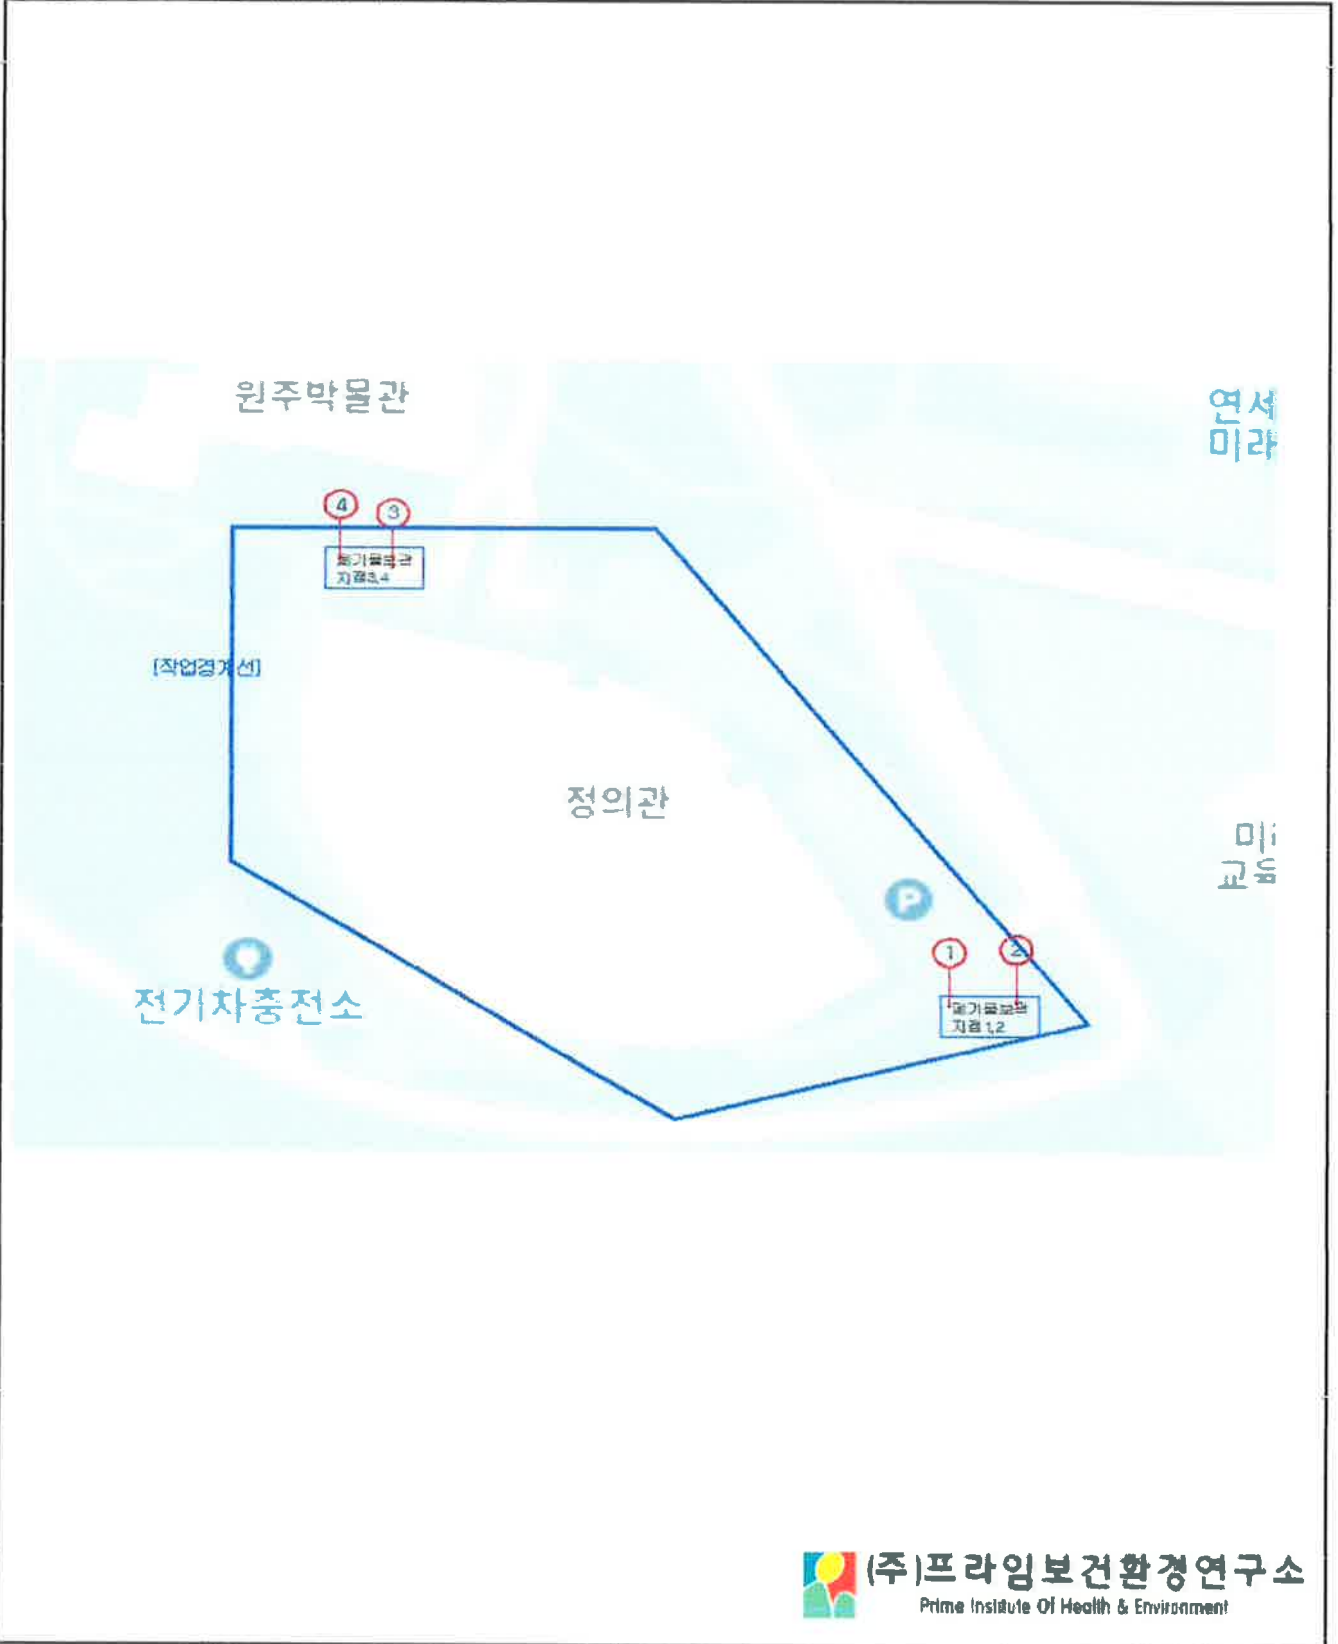 원주박물관
연세
미래
4
3
폐기물보관
지점3,4
[작업경계선]
정의관
P
1
2
폐기물보관
지점1,2
전기차충전소
(주)프라임보건환경연구소
Prime Institute Of Health & Environment